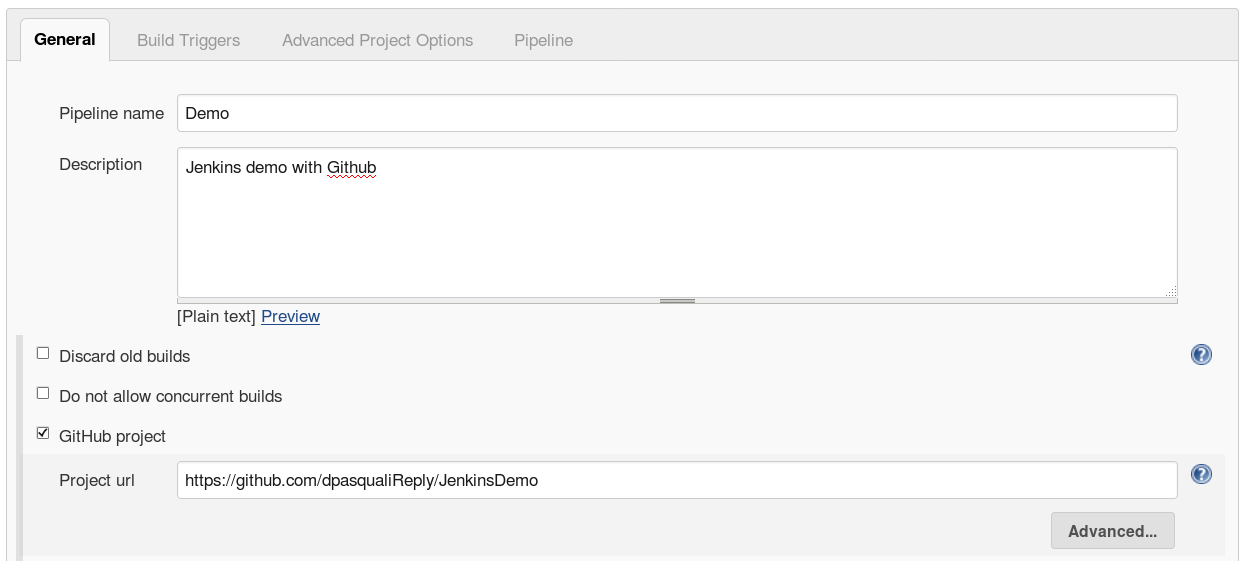 General Build Triggers Advanced Project Options Pipeline
Pipeline name Demo
Description Jenkins demo with Github
[Plain text] Preview
Discard old builds
Do not allow concurrent builds
GitHub project
Project url https://github.com/dpasqualiReply/JenkinsDemo
Advanced...